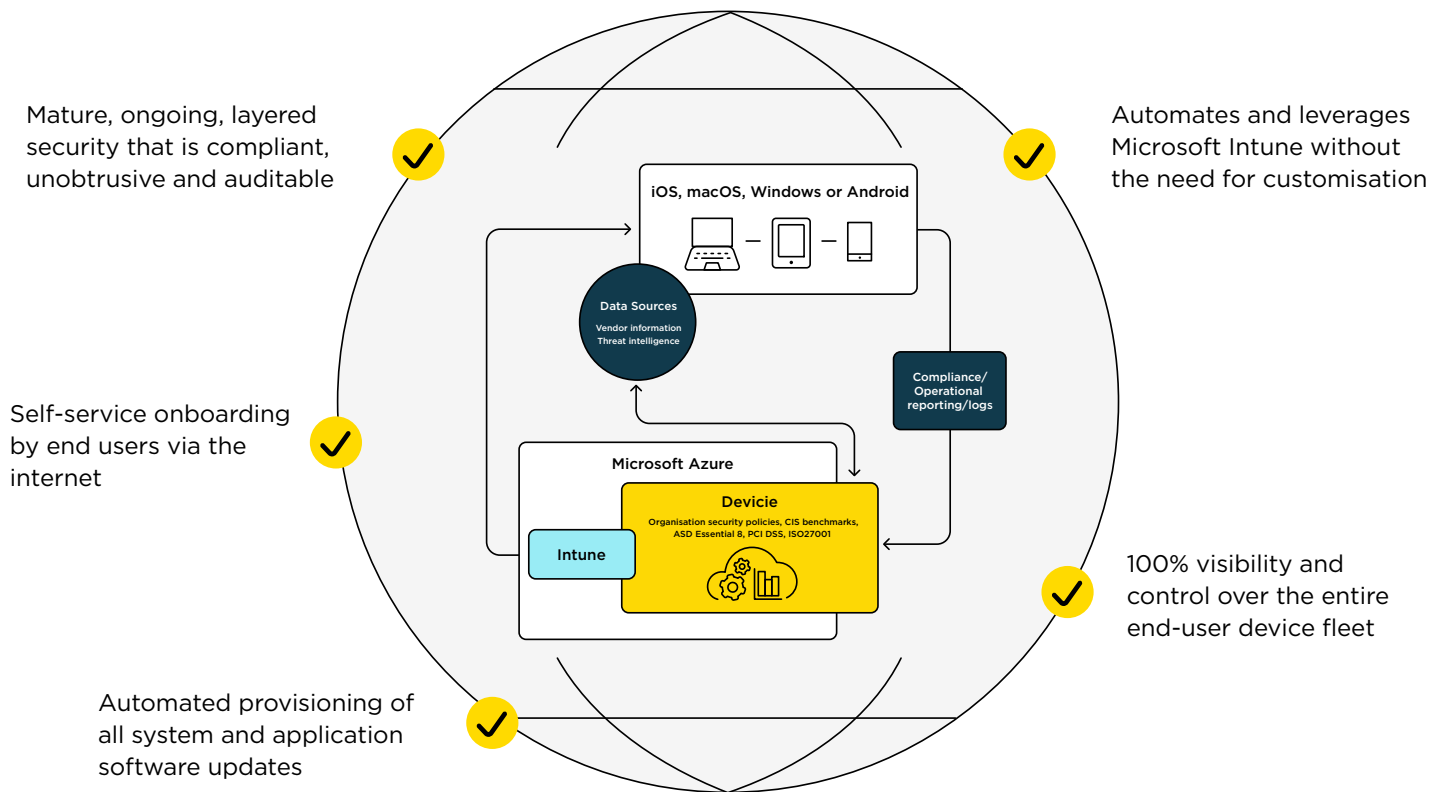 Mature, ongoing, layered
security that is compliant,
unobtrusive and auditable
Automates and leverages
Microsoft Intune without
the need for customisation
iOS, macOS, Windows or Android
Data Sources
Vendor information
Threat intelligence
Compliance/
Operational
reporting/logs
Self-service onboarding
by end users via the
internet
Microsoft Azure
Devicie
Organisation security policies, CIS benchmarks,
ASD Essential 8, PCI DSS, ISO27001
Intune
100% visibility and
control over the entire
end-user device fleet
Automated provisioning of
all system and application
software updates